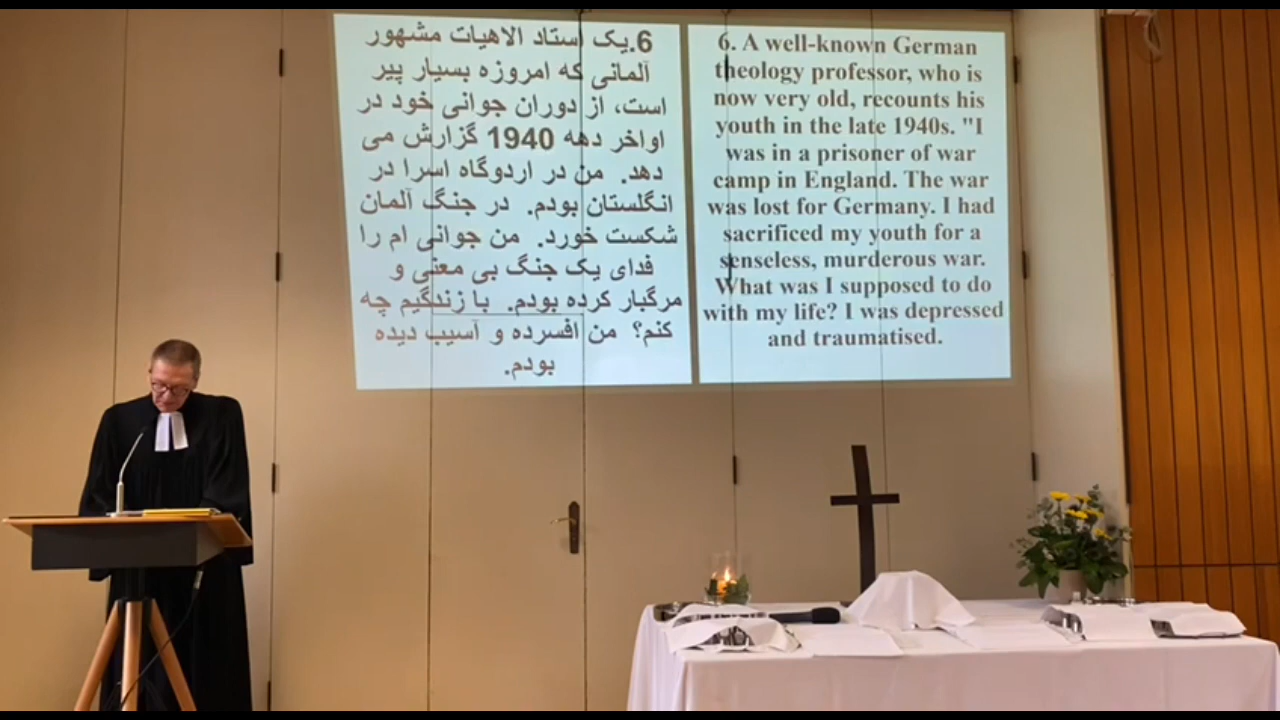 6.یک استاد الاهیات مشهور
آلمانی که امروزه بسیار پیر
است، از دوران جوانی خود در
اواخر دهه 1940 گزارش می
دهد. من در اردوگاه اسرا در
انگلستان بودم. در جنگ آلمان
شکست خورد. من جوانی ام را
فدای یک جنگ بی معنی و
مرگبار کرده بودم. با زندگیم چه
کنم؟ من افسرده و آسیب دیده
بودم.
6. A well-known German
theology professor, who is
now very old, recounts his
youth in the late 1940s. "I
was in a prisoner of war
camp in England. The war
was lost for Germany. I had
sacrificed my youth for a
senseless, murderous war.
What was I supposed to do
with my life? I was depressed
and traumatised.